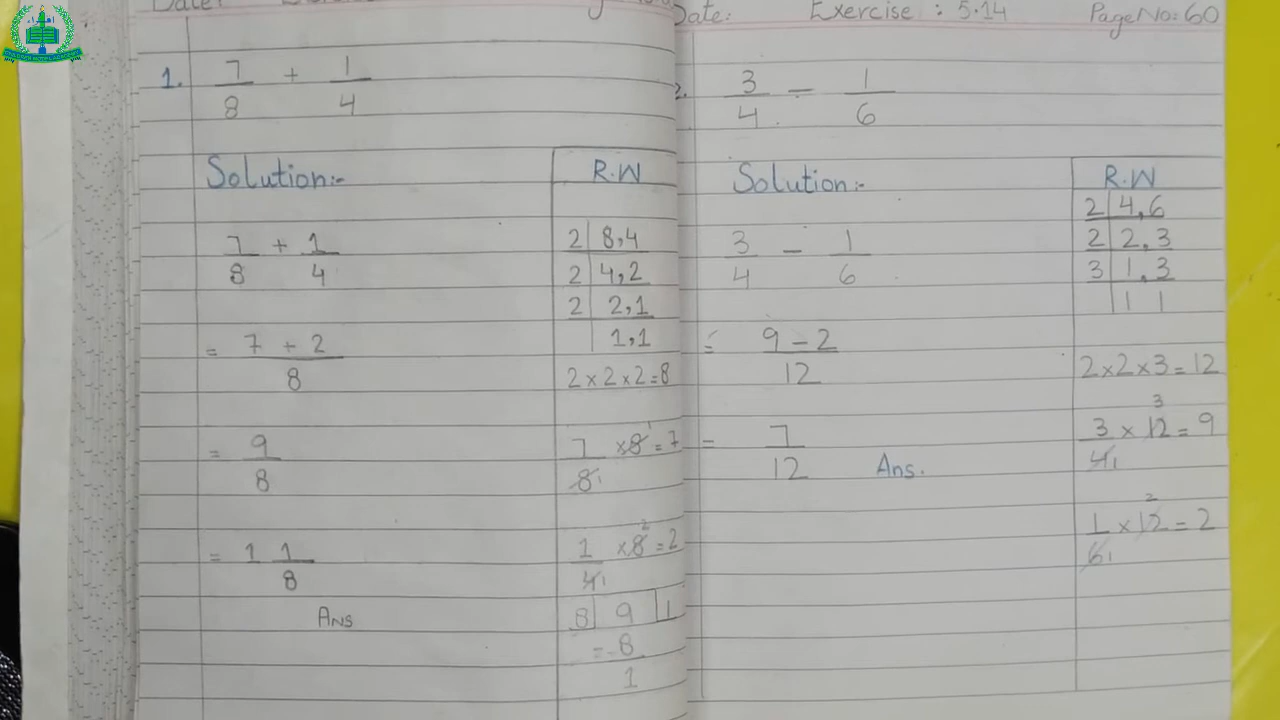 Date: Exercise : 5.14 Page No: 60
1. 7/8 + 1/4
Solution:-
7/8 + 1/4
= 7 + 2 / 8
= 9/8
= 1 1/8
Ans
R.W
2 | 8,4
2 | 4,2
2 | 2,1
1,1
2 × 2 × 2 = 8
7/8 × 8 = 7
1/4 × 8 = 2
8 | 9 | 1
= -8
1
2. 3/4 - 1/6
Solution:-
3/4 - 1/6
= 9 - 2 / 12
= 7/12 Ans.
R.W
2 | 4,6
2 | 2,3
3 | 1,3
1 1
2×2×3=12
3/4 × 12 = 9
1/6 × 12 = 2